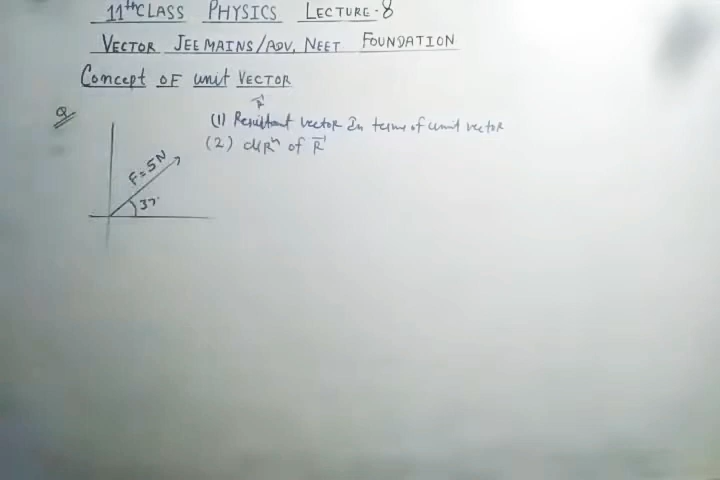 11th CLASS PHYSICS LECTURE-8
VECTOR JEE MAINS/ADV, NEET FOUNDATION
CONCEPT OF UNIT VECTOR
Q
R
(1) Resultant vector In terms of unit vector
(2) dIRn of R
F=5N
37°